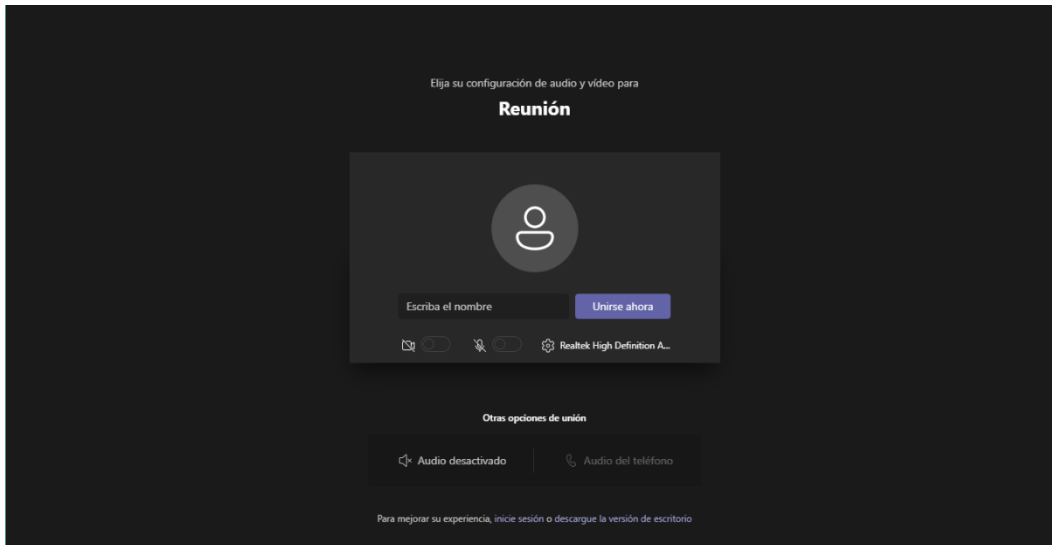 Elija su configuración de audio y vídeo para
Reunión
Escriba el nombre
Unirse ahora
Realtek High Definition A...
Otras opciones de unión
Audio desactivado
Audio del teléfono
Para mejorar su experiencia, inicie sesión o descargue la versión de escritorio